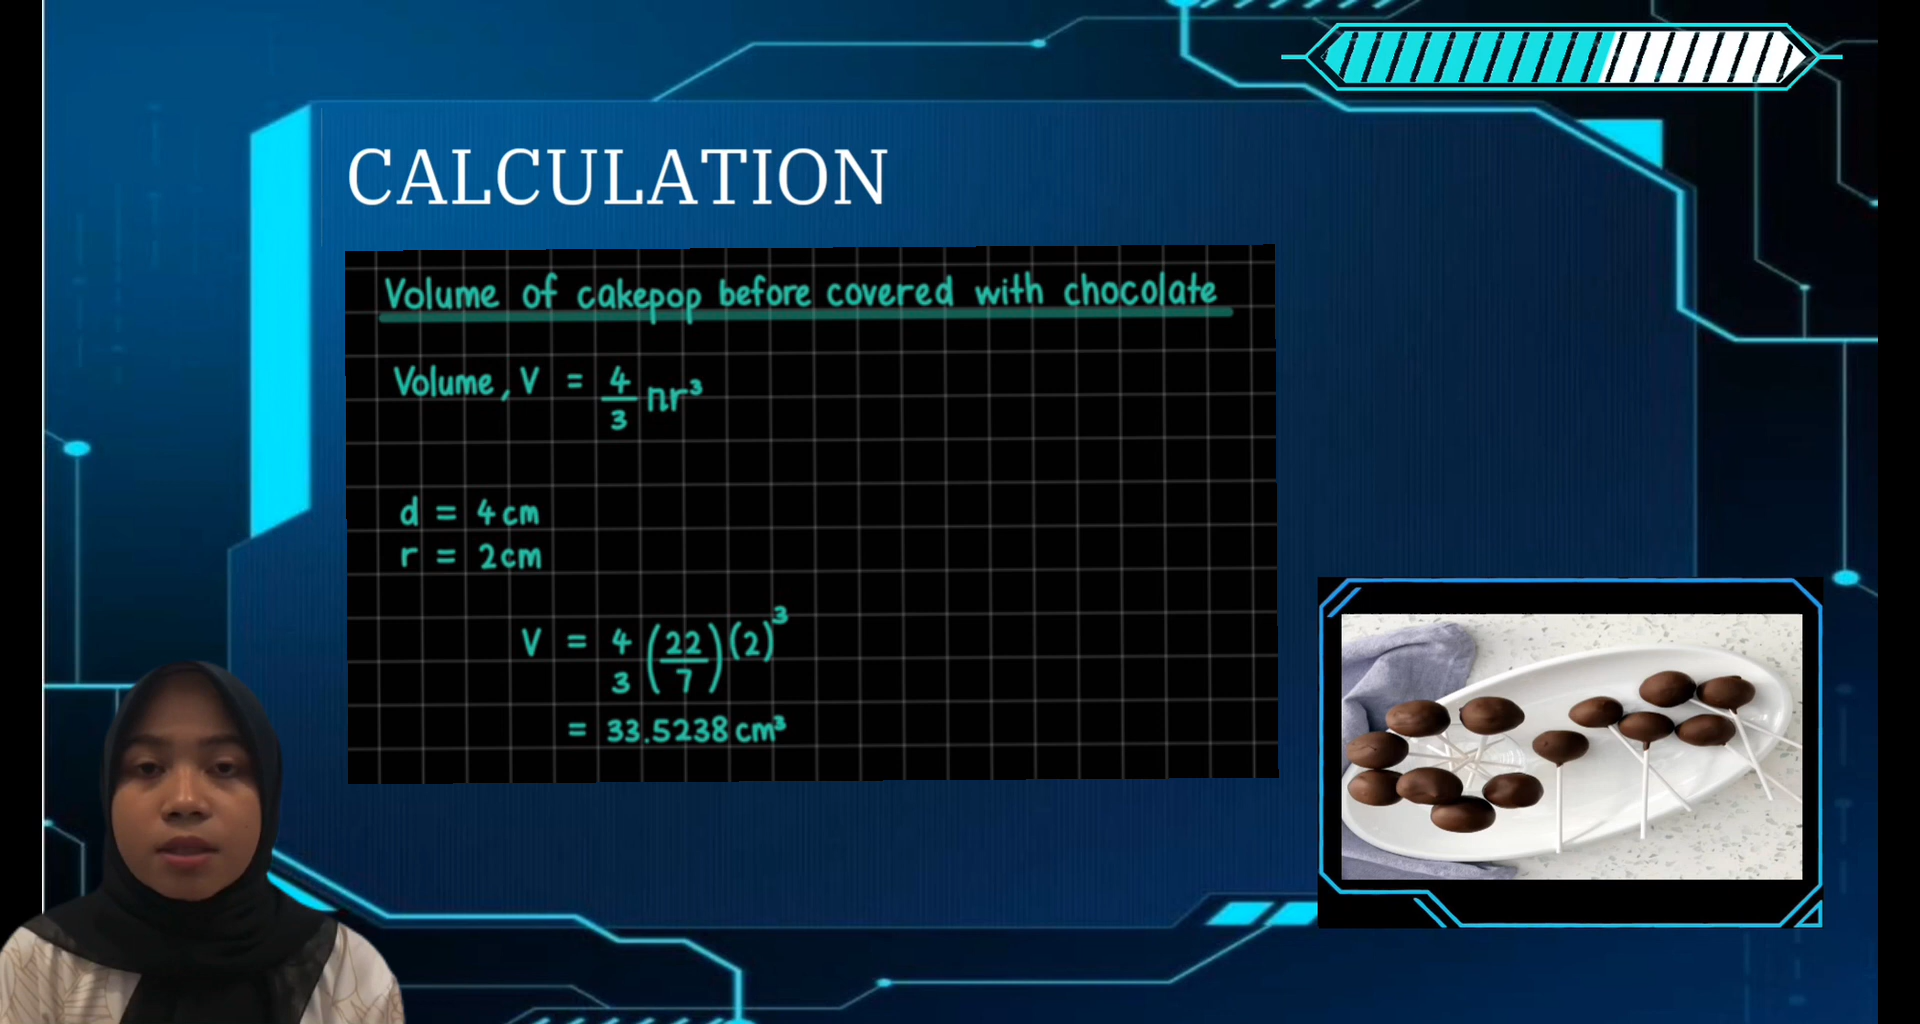 CALCULATION
Volume of cakepop before covered with chocolate
Volume, V = 4/3 πr³
d = 4cm
r = 2cm
V = 4/3 (22/7)(2)³
= 33.5238 cm³